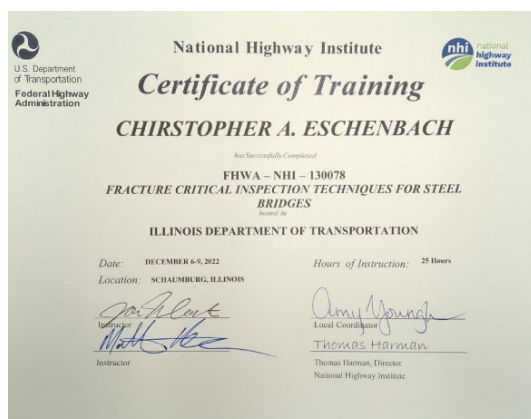 U.S. Department
of Transportation
Federal Highway
Administration
National Highway Institute
nhi national
highway
institute
Certificate of Training
CHIRSTOPHER A. ESCHENBACH
has Successfully Completed
FHWA – NHI – 130078
FRACTURE CRITICAL INSPECTION TECHNIQUES FOR STEEL
BRIDGES
hosted by
ILLINOIS DEPARTMENT OF TRANSPORTATION
Date: DECEMBER 6-9, 2022
Hours of Instruction: 25 Hours
Location: SCHAUMBURG, ILLINOIS
Instructor
Amy Young
Local Coordinator
Thomas Harman
Instructor
Thomas Harman, Director
National Highway Institute